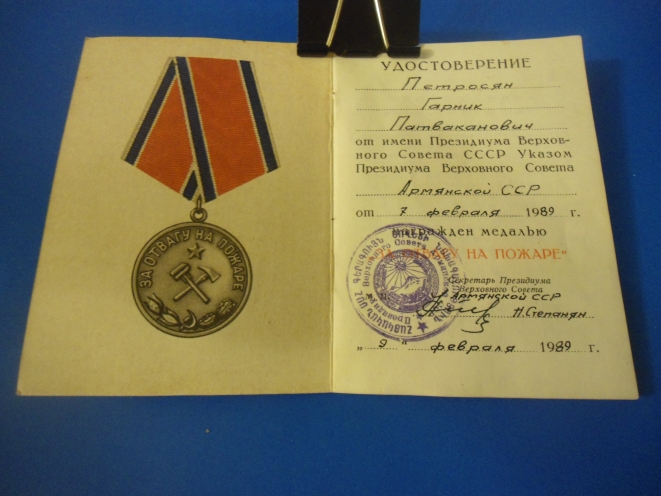 ЗА ОТВАГУ НА ПОЖАРЕ
УДОСТОВЕРЕНИЕ
Петросян
Гарник
Патваканович
от имени Президиума Верхов-
ного Совета СССР Указом
Президиума Верховного Совета
Армянской ССР
от 7 февраля 1989 г.
награжден медалью
НА ПОЖАРЕ"
Секретарь Президиума
Верховного Совета
Армянской ССР
Н.Степанян
„ 9 " февраля 1989 г.